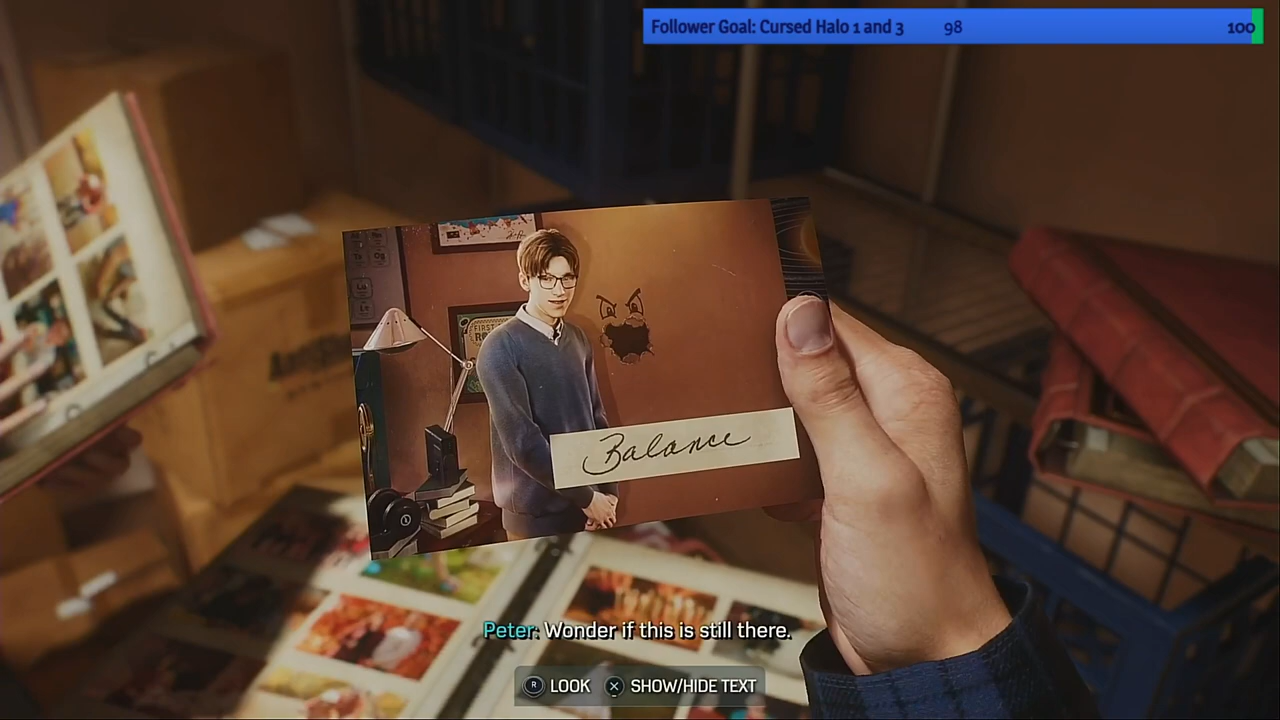 Follower Goal: Cursed Halo 1 and 3 98 100
FIRST
Balance
Peter: Wonder if this is still there.
R LOOK X SHOW/HIDE TEXT